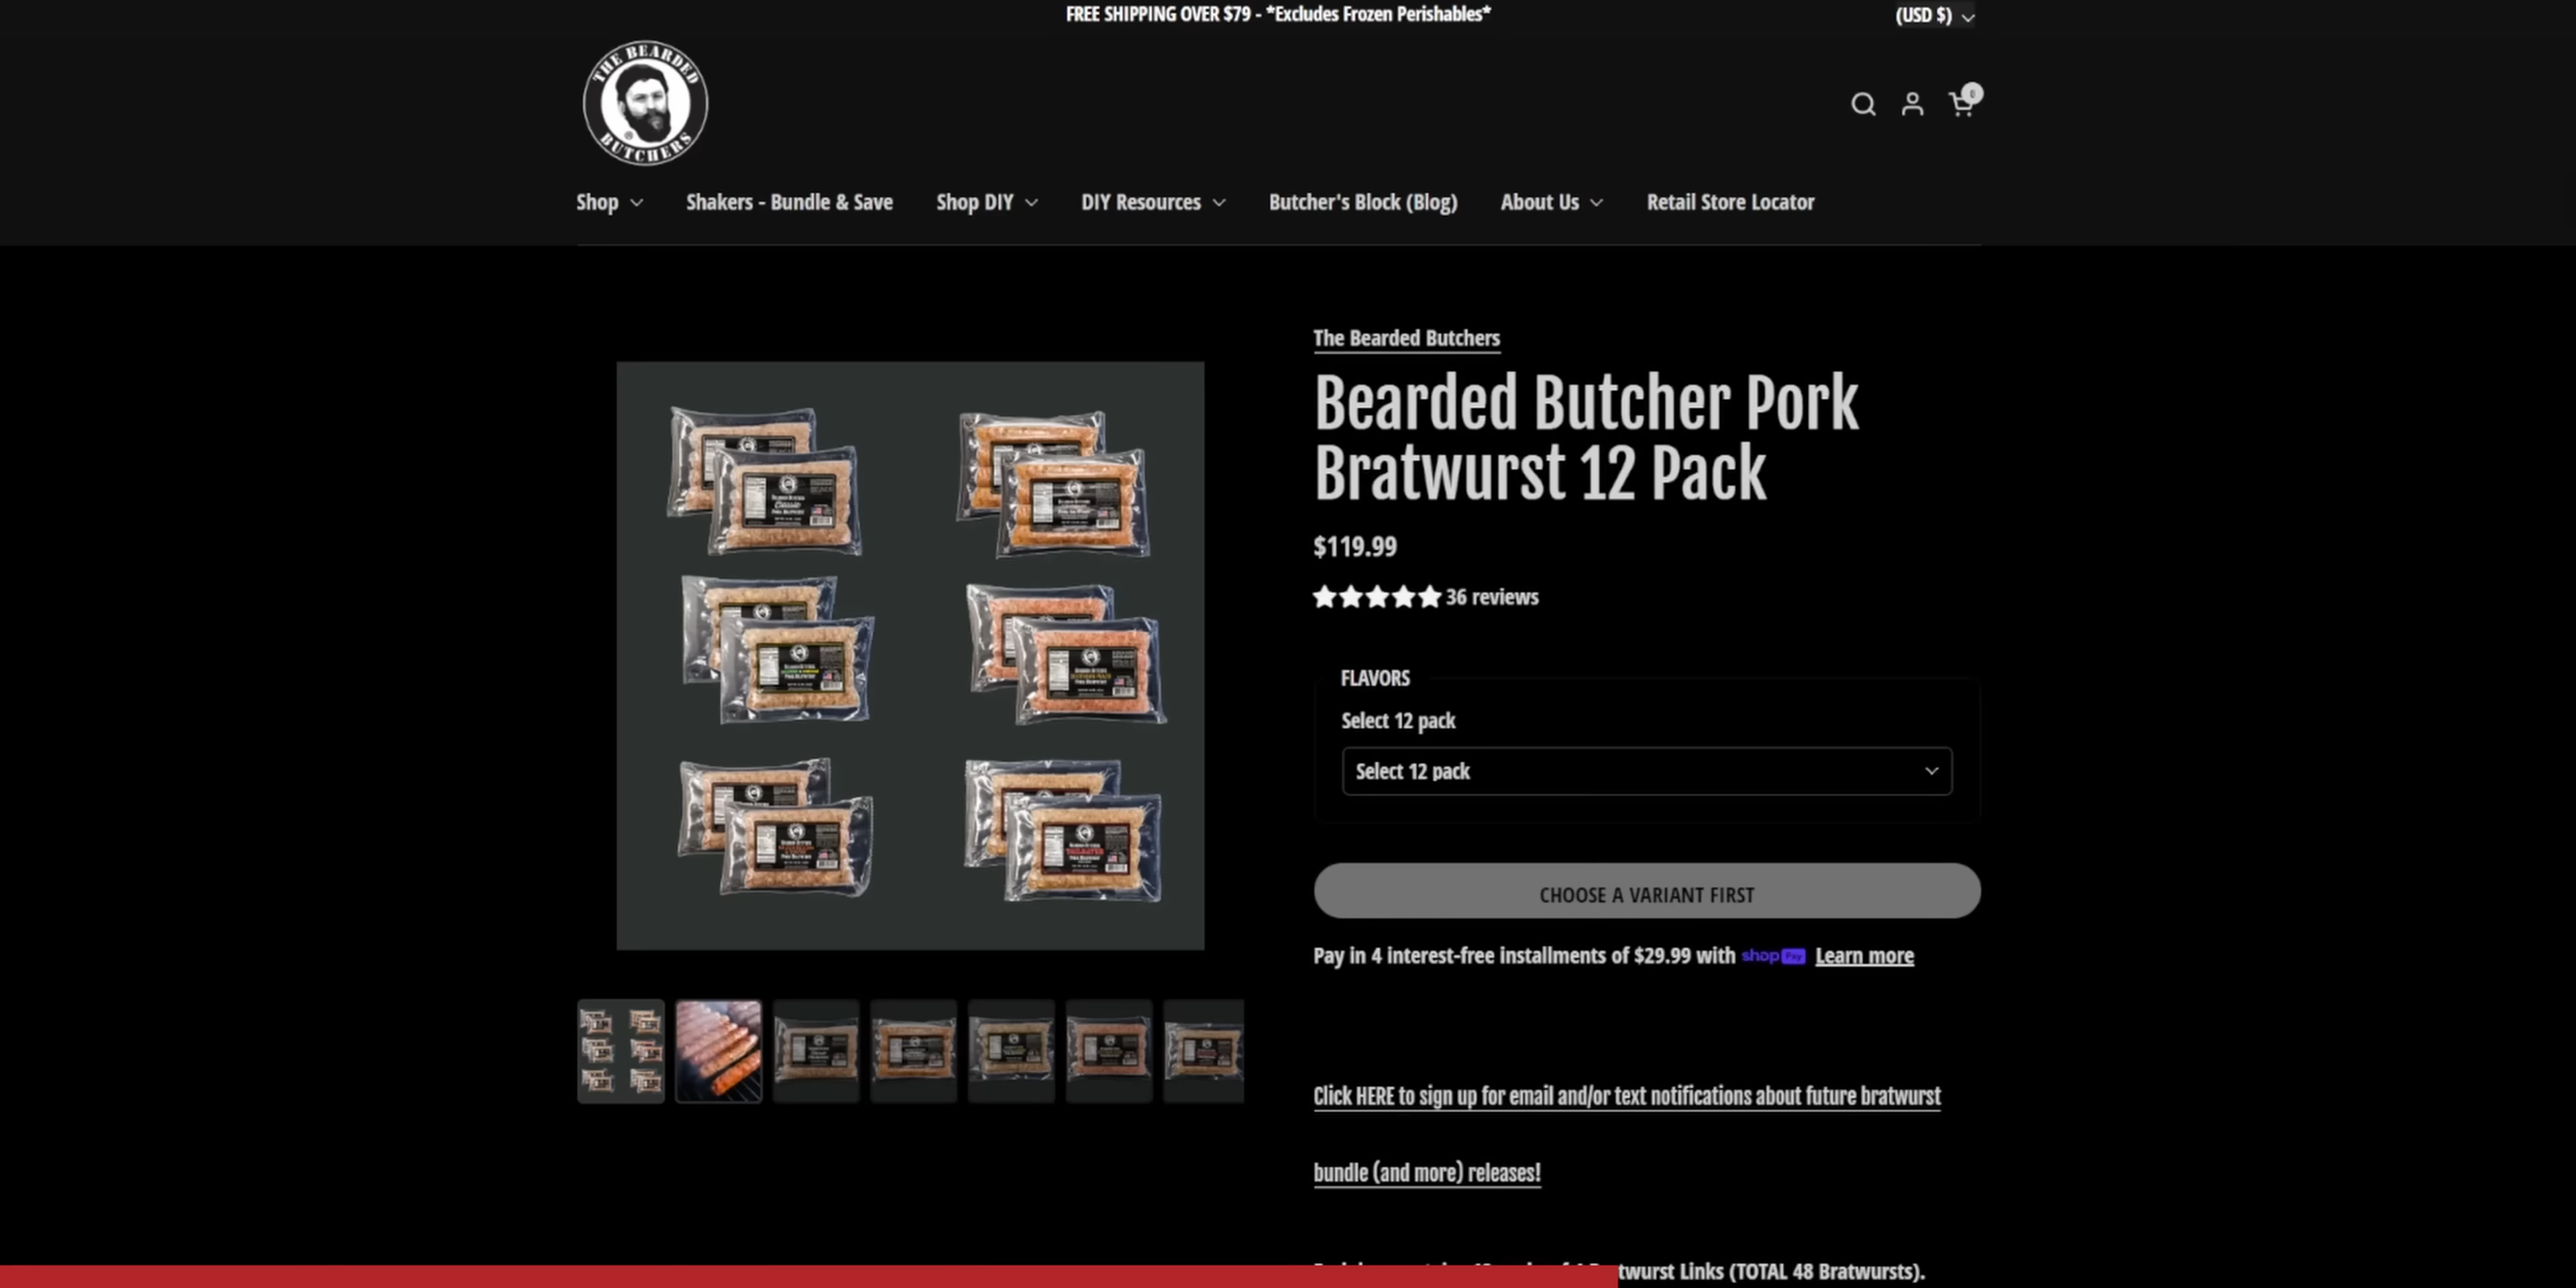 FREE SHIPPING OVER $79 - *Excludes Frozen Perishables*
(USD $)
THE BEARDED
BUTCHERS
0
Shop
Shakers - Bundle & Save
Shop DIY
DIY Resources
Butcher's Block (Blog)
About Us
Retail Store Locator
The Bearded Butchers
Bearded Butcher Pork
Bratwurst 12 Pack
$119.99
36 reviews
FLAVORS
Select 12 pack
Select 12 pack
CHOOSE A VARIANT FIRST
Pay in 4 interest-free installments of $29.99 with shop Pay Learn more
Click HERE to sign up for email and/or text notifications about future bratwurst
bundle (and more) releases!
Links (TOTAL 48 Bratwursts).